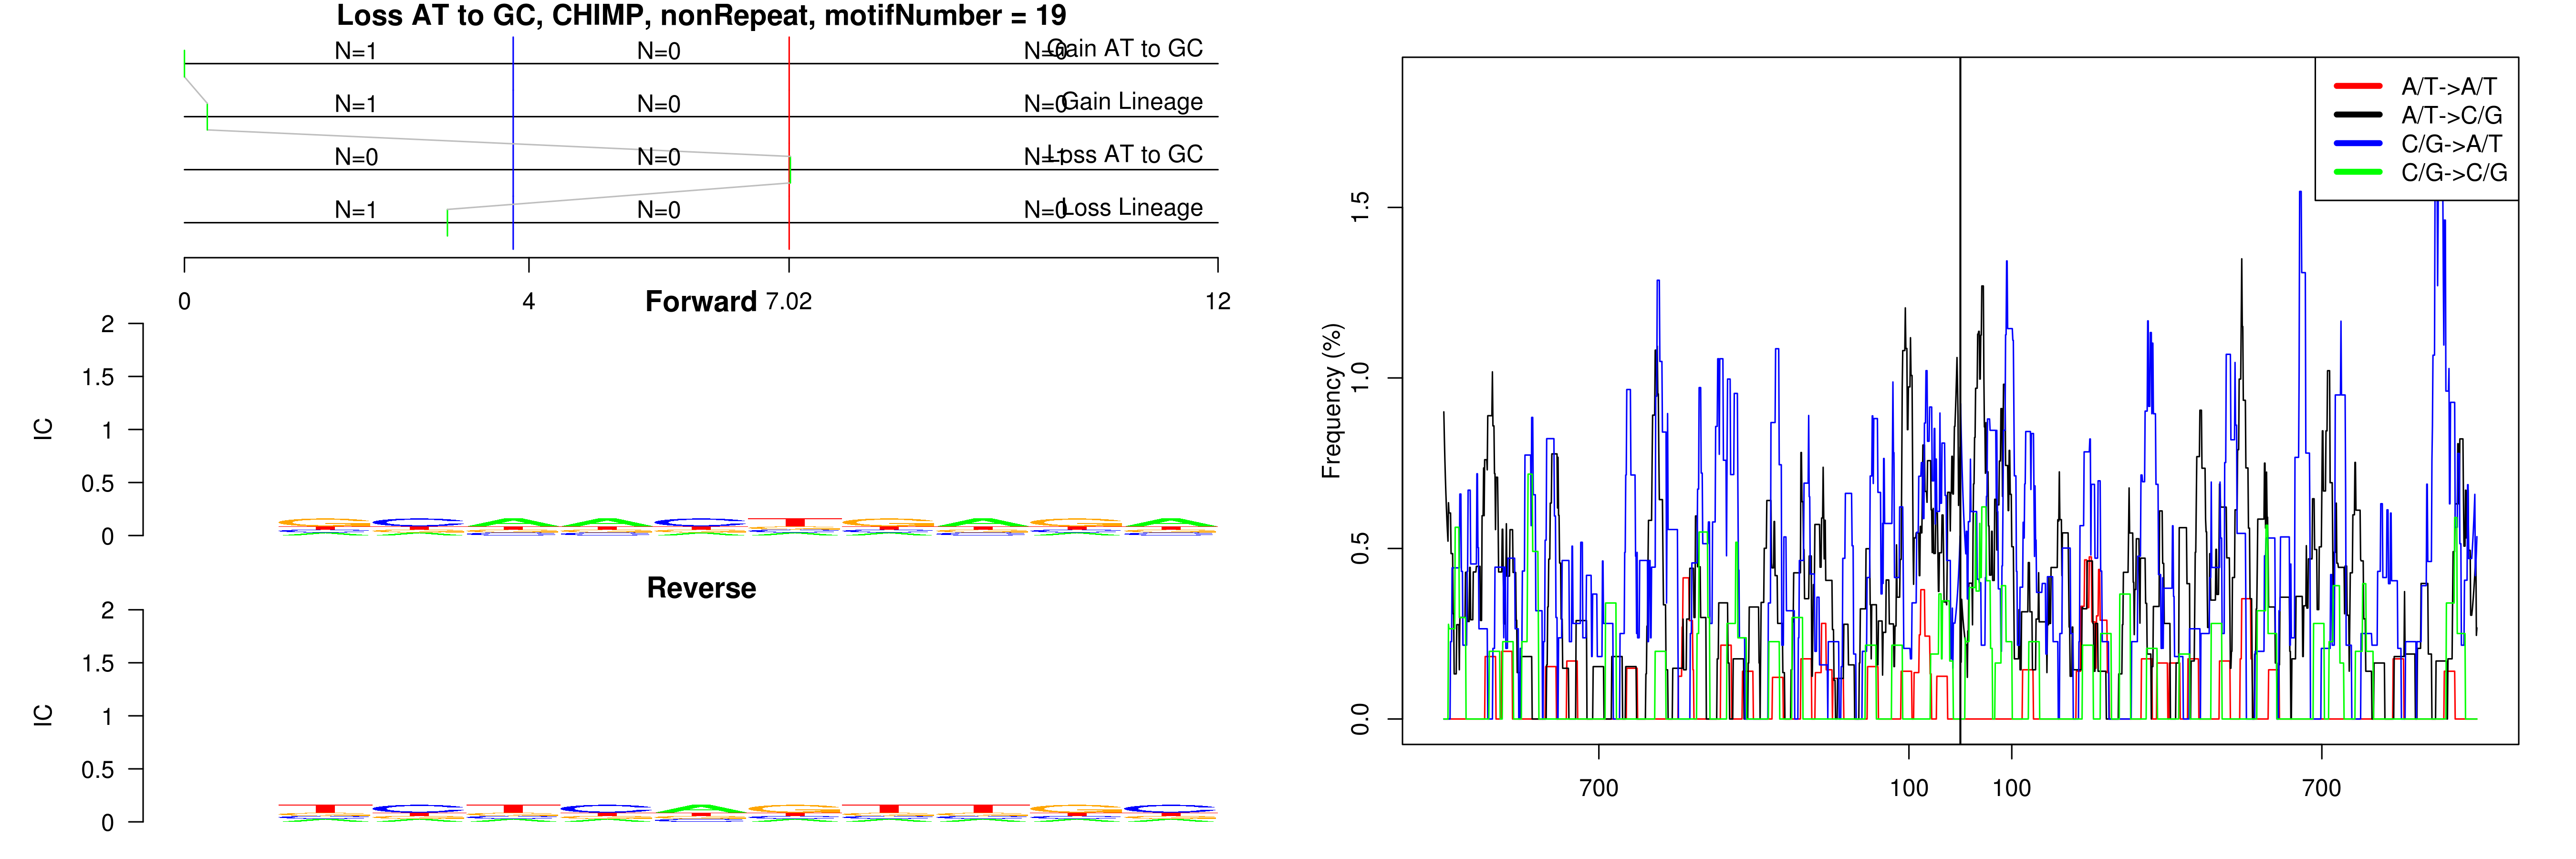 Loss AT to GC, CHIMP, nonRepeat, motifNumber = 19
N=1 N=0 N=0 Gain AT to GC
N=1 N=0 N=0 Gain Lineage
N=0 N=0 N=1 Loss AT to GC
N=1 N=0 N=0 Loss Lineage
0 4 7.02 12
Forward
IC
2
1.5
1
0.5
0
G C A A C T G A G A
Reverse
IC
2
1.5
1
0.5
0
T C T C A G T T G C
A/T->A/T
A/T->C/G
C/G->A/T
C/G->C/G
Frequency (%)
1.5
1.0
0.5
0.0
700 100 100 700